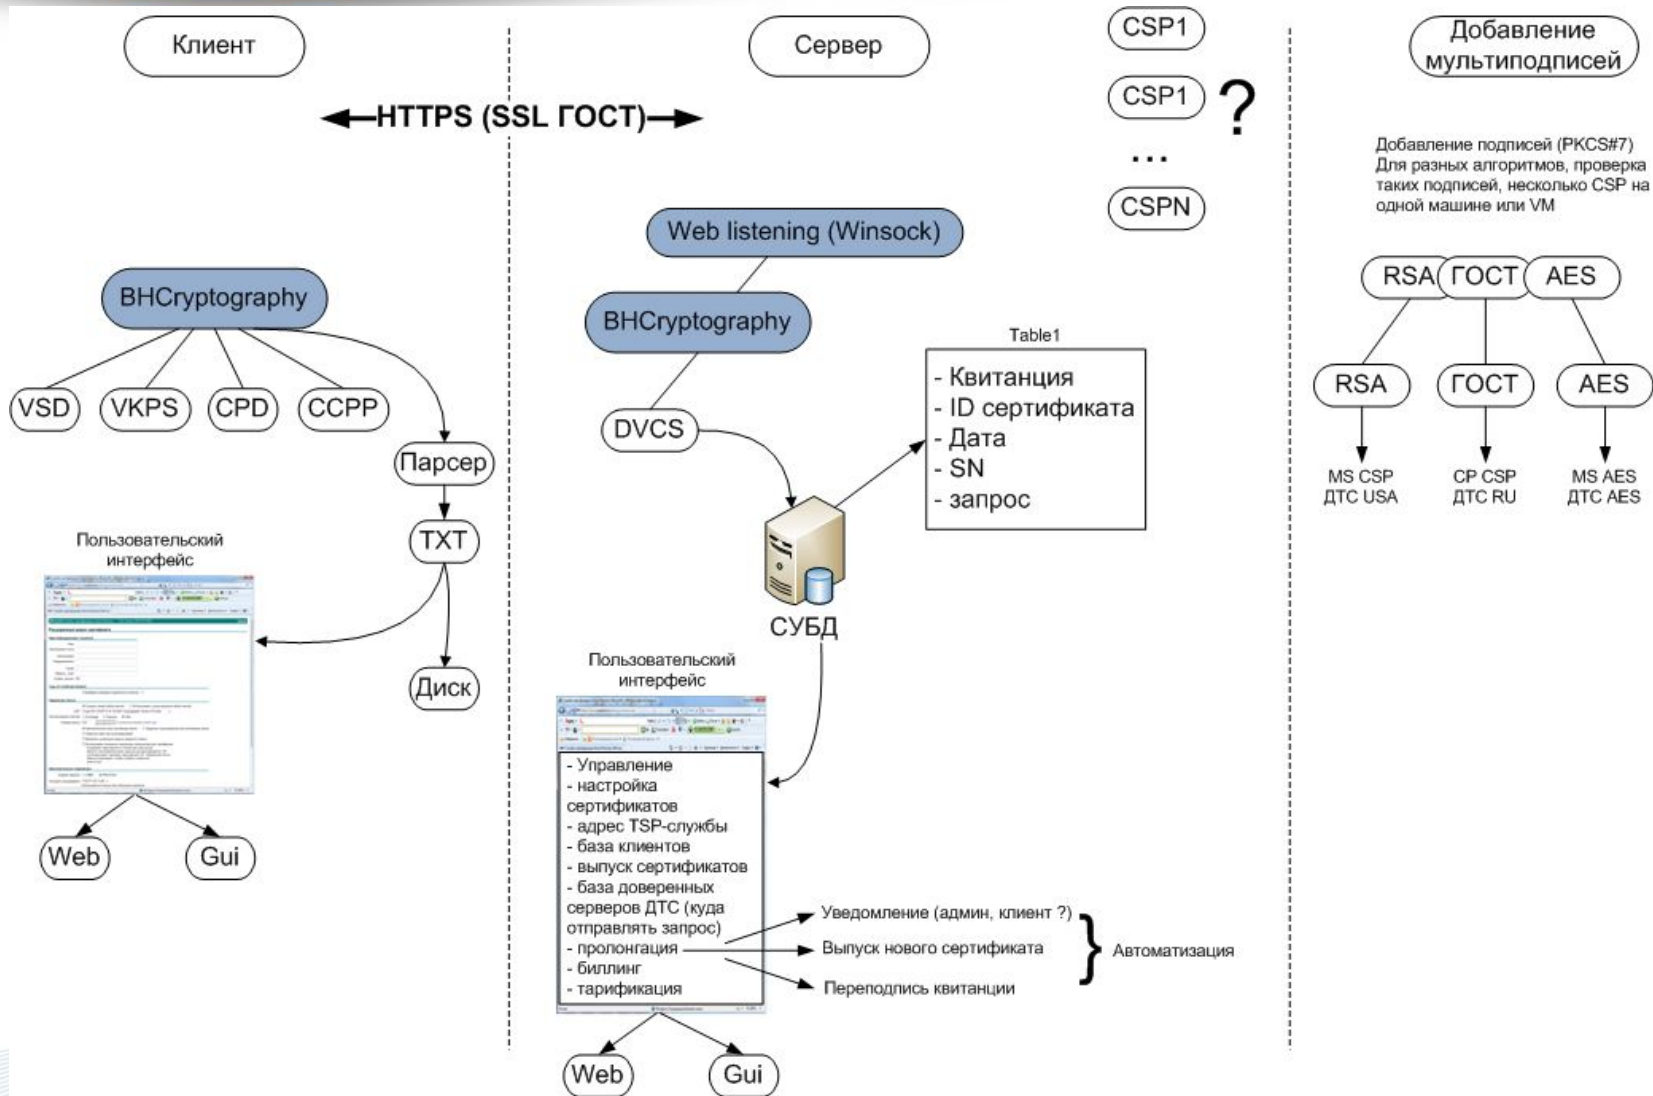 Клиент
HTTPS (SSL ГОСТ)
BHCryptography
VSD
VKPS
CPD
CCPP
Парсер
TXT
Диск
Пользовательский
интерфейс
Web
Gui
Сервер
CSP1
CSP1
?
...
CSPN
Web listening (Winsock)
BHCryptography
DVCS
Table1
- Квитанция
- ID сертификата
- Дата
- SN
- запрос
СУБД
Пользовательский
интерфейс
- Управление
- настройка
сертификатов
- адрес TSP-службы
- база клиентов
- выпуск сертификатов
- база доверенных
серверов ДТС (куда
отправлять запрос)
- пролонгация
- биллинг
- тарификация
Уведомление (админ, клиент ?)
Выпуск нового сертификата
Переподпись квитанции
}
Автоматизация
Web
Gui
Добавление
мультиподписей
Добавление подписей (PKCS#7)
Для разных алгоритмов, проверка
таких подписей, несколько CSP на
одной машине или VM
RSA
ГОСТ
AES
RSA
ГОСТ
AES
MS CSP
ДТС USA
CP CSP
ДТС RU
MS AES
ДТС AES